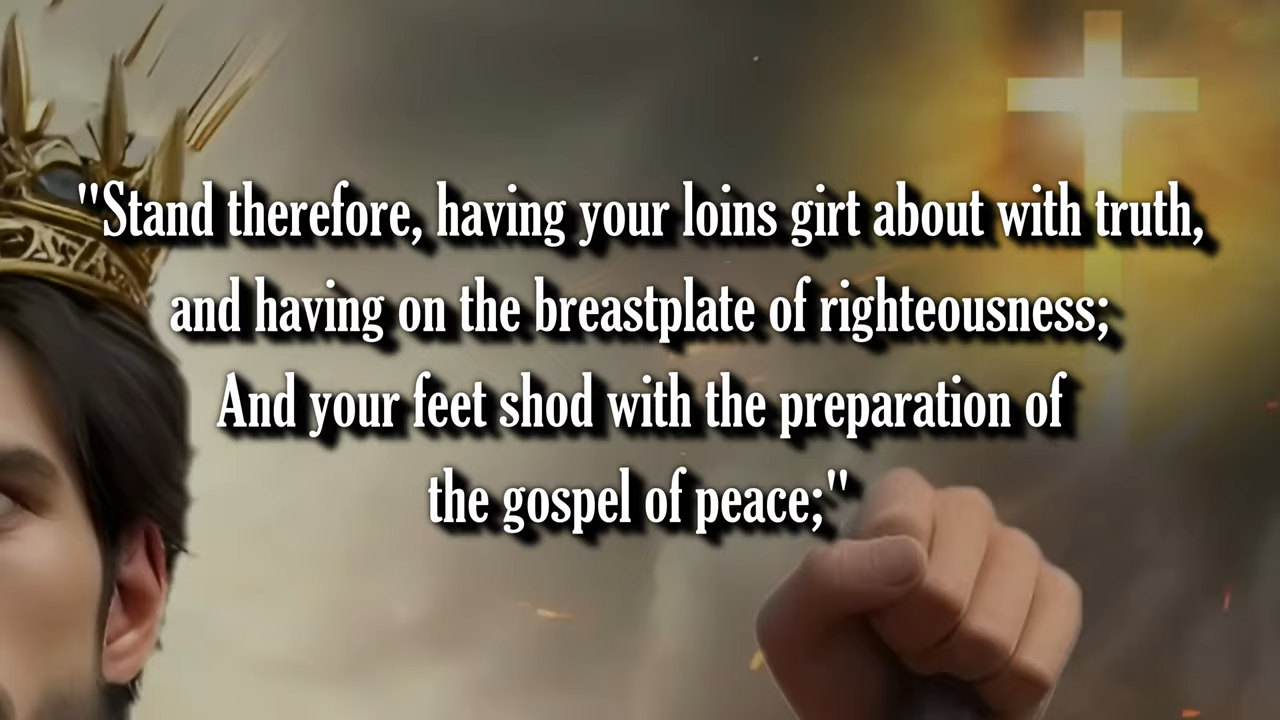 "Stand therefore, having your loins girt about with truth,
and having on the breastplate of righteousness;
And your feet shod with the preparation of
the gospel of peace;"